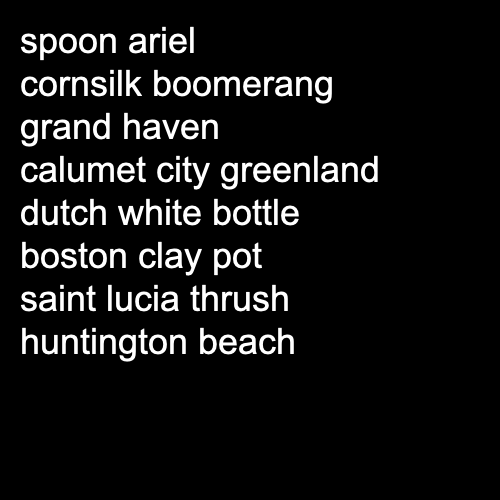 spoon ariel
cornsilk boomerang
grand haven
calumet city greenland
dutch white bottle
boston clay pot
saint lucia thrush
huntington beach